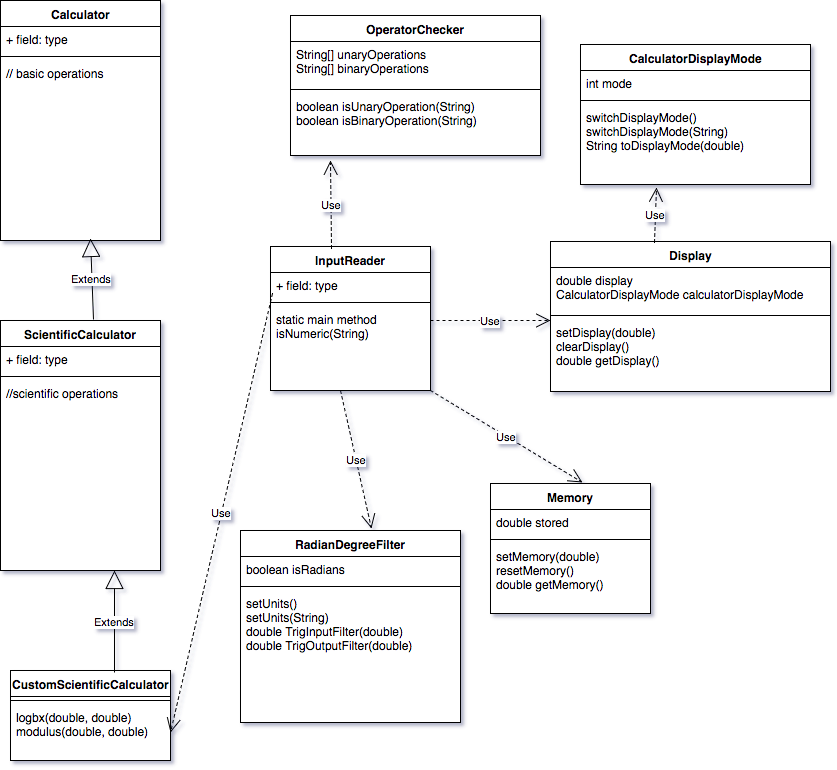 Calculator
+ field: type
// basic operations
Extends
ScientificCalculator
+ field: type
//scientific operations
Extends
CustomScientificCalculator
logbx(double, double)
modulus(double, double)
OperatorChecker
String[] unaryOperations
String[] binaryOperations
boolean isUnaryOperation(String)
boolean isBinaryOperation(String)
Use
InputReader
+ field: type
static main method
isNumeric(String)
Use
Use
Use
Use
CalculatorDisplayMode
int mode
switchDisplayMode()
switchDisplayMode(String)
String toDisplayMode(double)
Use
Display
double display
CalculatorDisplayMode calculatorDisplayMode
setDisplay(double)
clearDisplay()
double getDisplay()
RadianDegreeFilter
boolean isRadians
setUnits()
setUnits(String)
double TrigInputFilter(double)
double TrigOutputFilter(double)
Memory
double stored
setMemory(double)
resetMemory()
double getMemory()